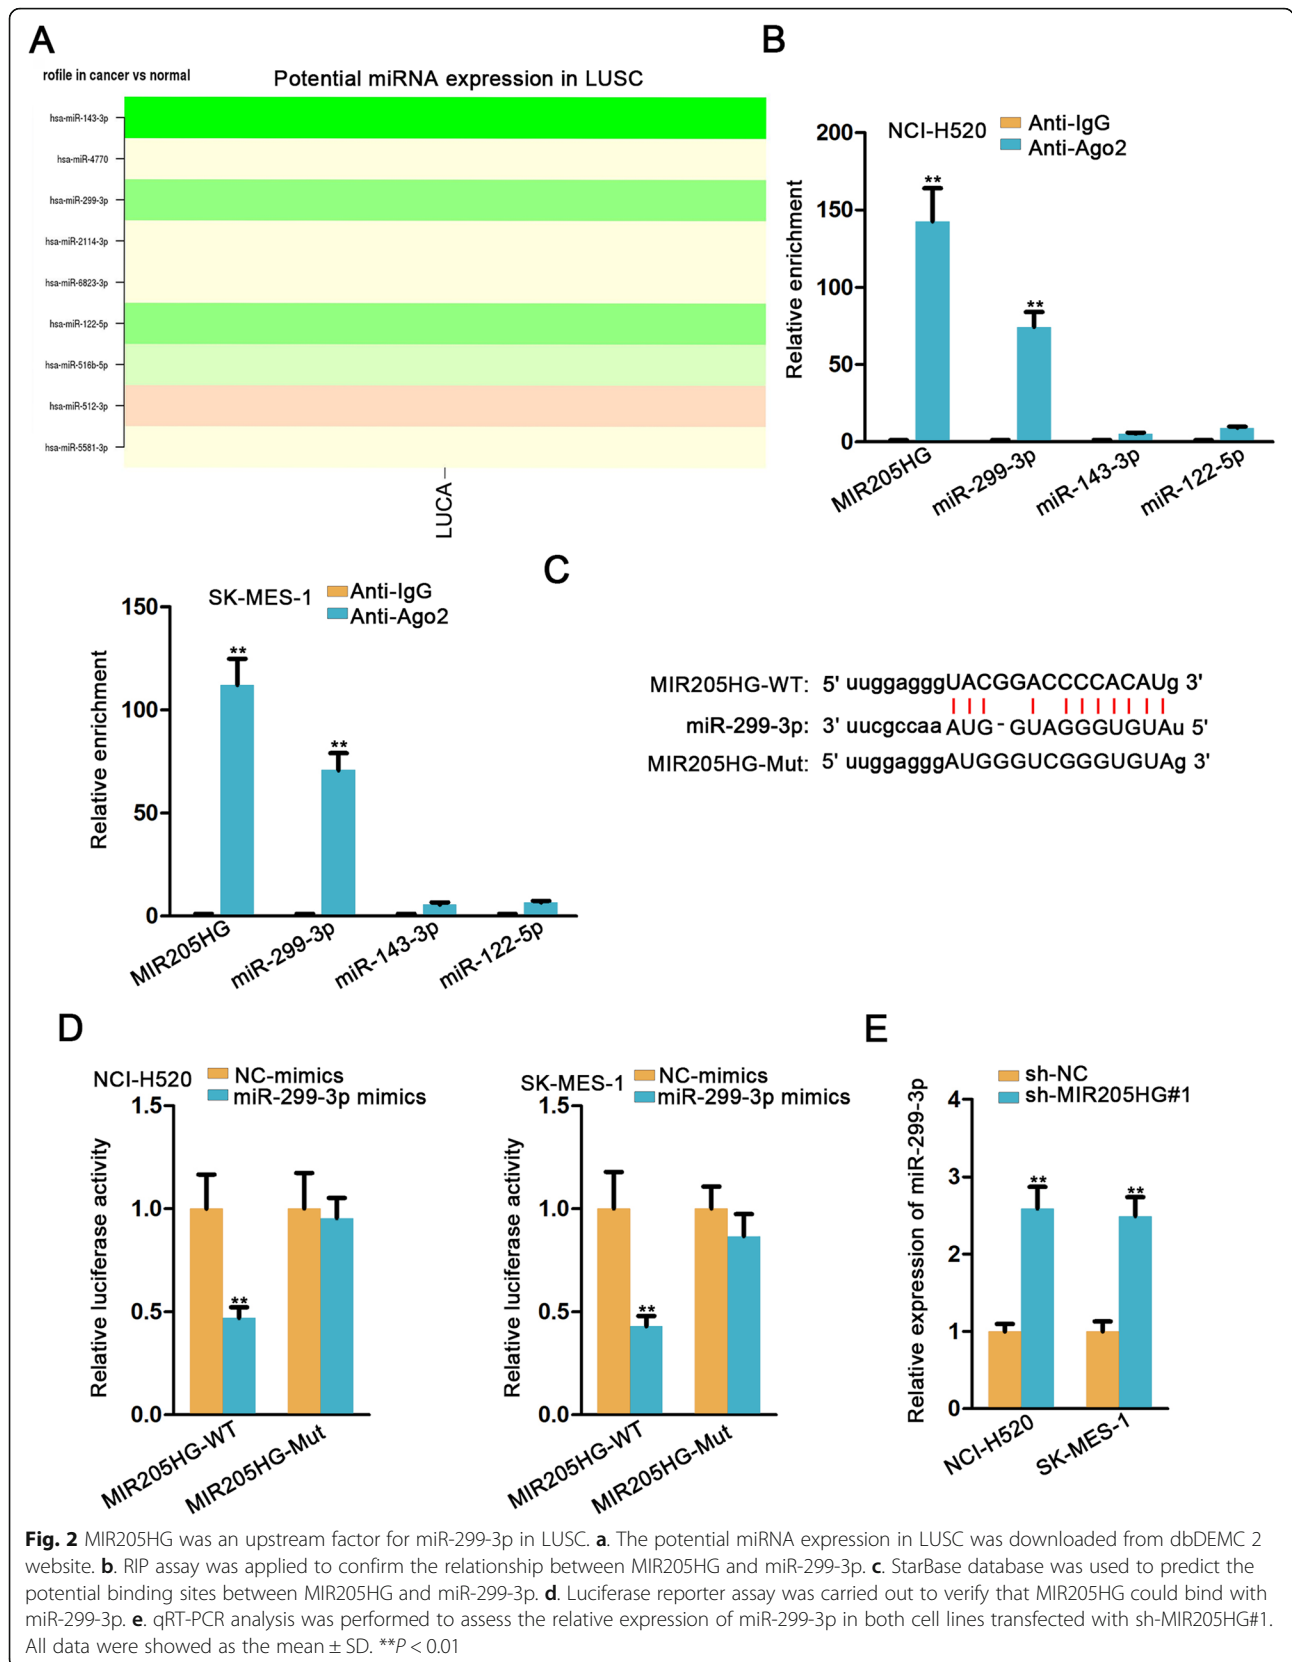 A
rofile in cancer vs normal
Potential miRNA expression in LUSC
hsa-miR-143-3p
hsa-miR-4770
hsa-miR-299-3p
hsa-miR-2114-3p
hsa-miR-6823-3p
hsa-miR-122-5p
hsa-miR-516b-5p
hsa-miR-512-3p
hsa-miR-5581-3p
LUCA
B
NCI-H520
Anti-IgG
Anti-Ago2
Relative enrichment
200
150
100
50
0
**
**
MIR205HG
miR-299-3p
miR-143-3p
miR-122-5p
SK-MES-1
Anti-IgG
Anti-Ago2
Relative enrichment
150
100
50
0
**
**
MIR205HG
miR-299-3p
miR-143-3p
miR-122-5p
C
MIR205HG-WT: 5' uuggagggUACGGACCCCACAUg 3'
miR-299-3p: 3' uucgccaaAUG-GUAGGGUGUAu 5'
MIR205HG-Mut: 5' uuggagggAUGGGUCGGGUGUAg 3'
D
NCI-H520
NC-mimics
miR-299-3p mimics
Relative luciferase activity
1.5
1.0
0.5
0.0
**
MIR205HG-WT
MIR205HG-Mut
SK-MES-1
NC-mimics
miR-299-3p mimics
Relative luciferase activity
1.5
1.0
0.5
0.0
**
MIR205HG-WT
MIR205HG-Mut
E
sh-NC
sh-MIR205HG#1
Relative expression of miR-299-3p
4
3
2
1
0
**
**
NCI-H520
SK-MES-1
Fig. 2 MIR205HG was an upstream factor for miR-299-3p in LUSC. a. The potential miRNA expression in LUSC was downloaded from dbDEMC 2
website. b. RIP assay was applied to confirm the relationship between MIR205HG and miR-299-3p. c. StarBase database was used to predict the
potential binding sites between MIR205HG and miR-299-3p. d. Luciferase reporter assay was carried out to verify that MIR205HG could bind with
miR-299-3p. e. qRT-PCR analysis was performed to assess the relative expression of miR-299-3p in both cell lines transfected with sh-MIR205HG#1.
All data were showed as the mean ± SD. **P < 0.01